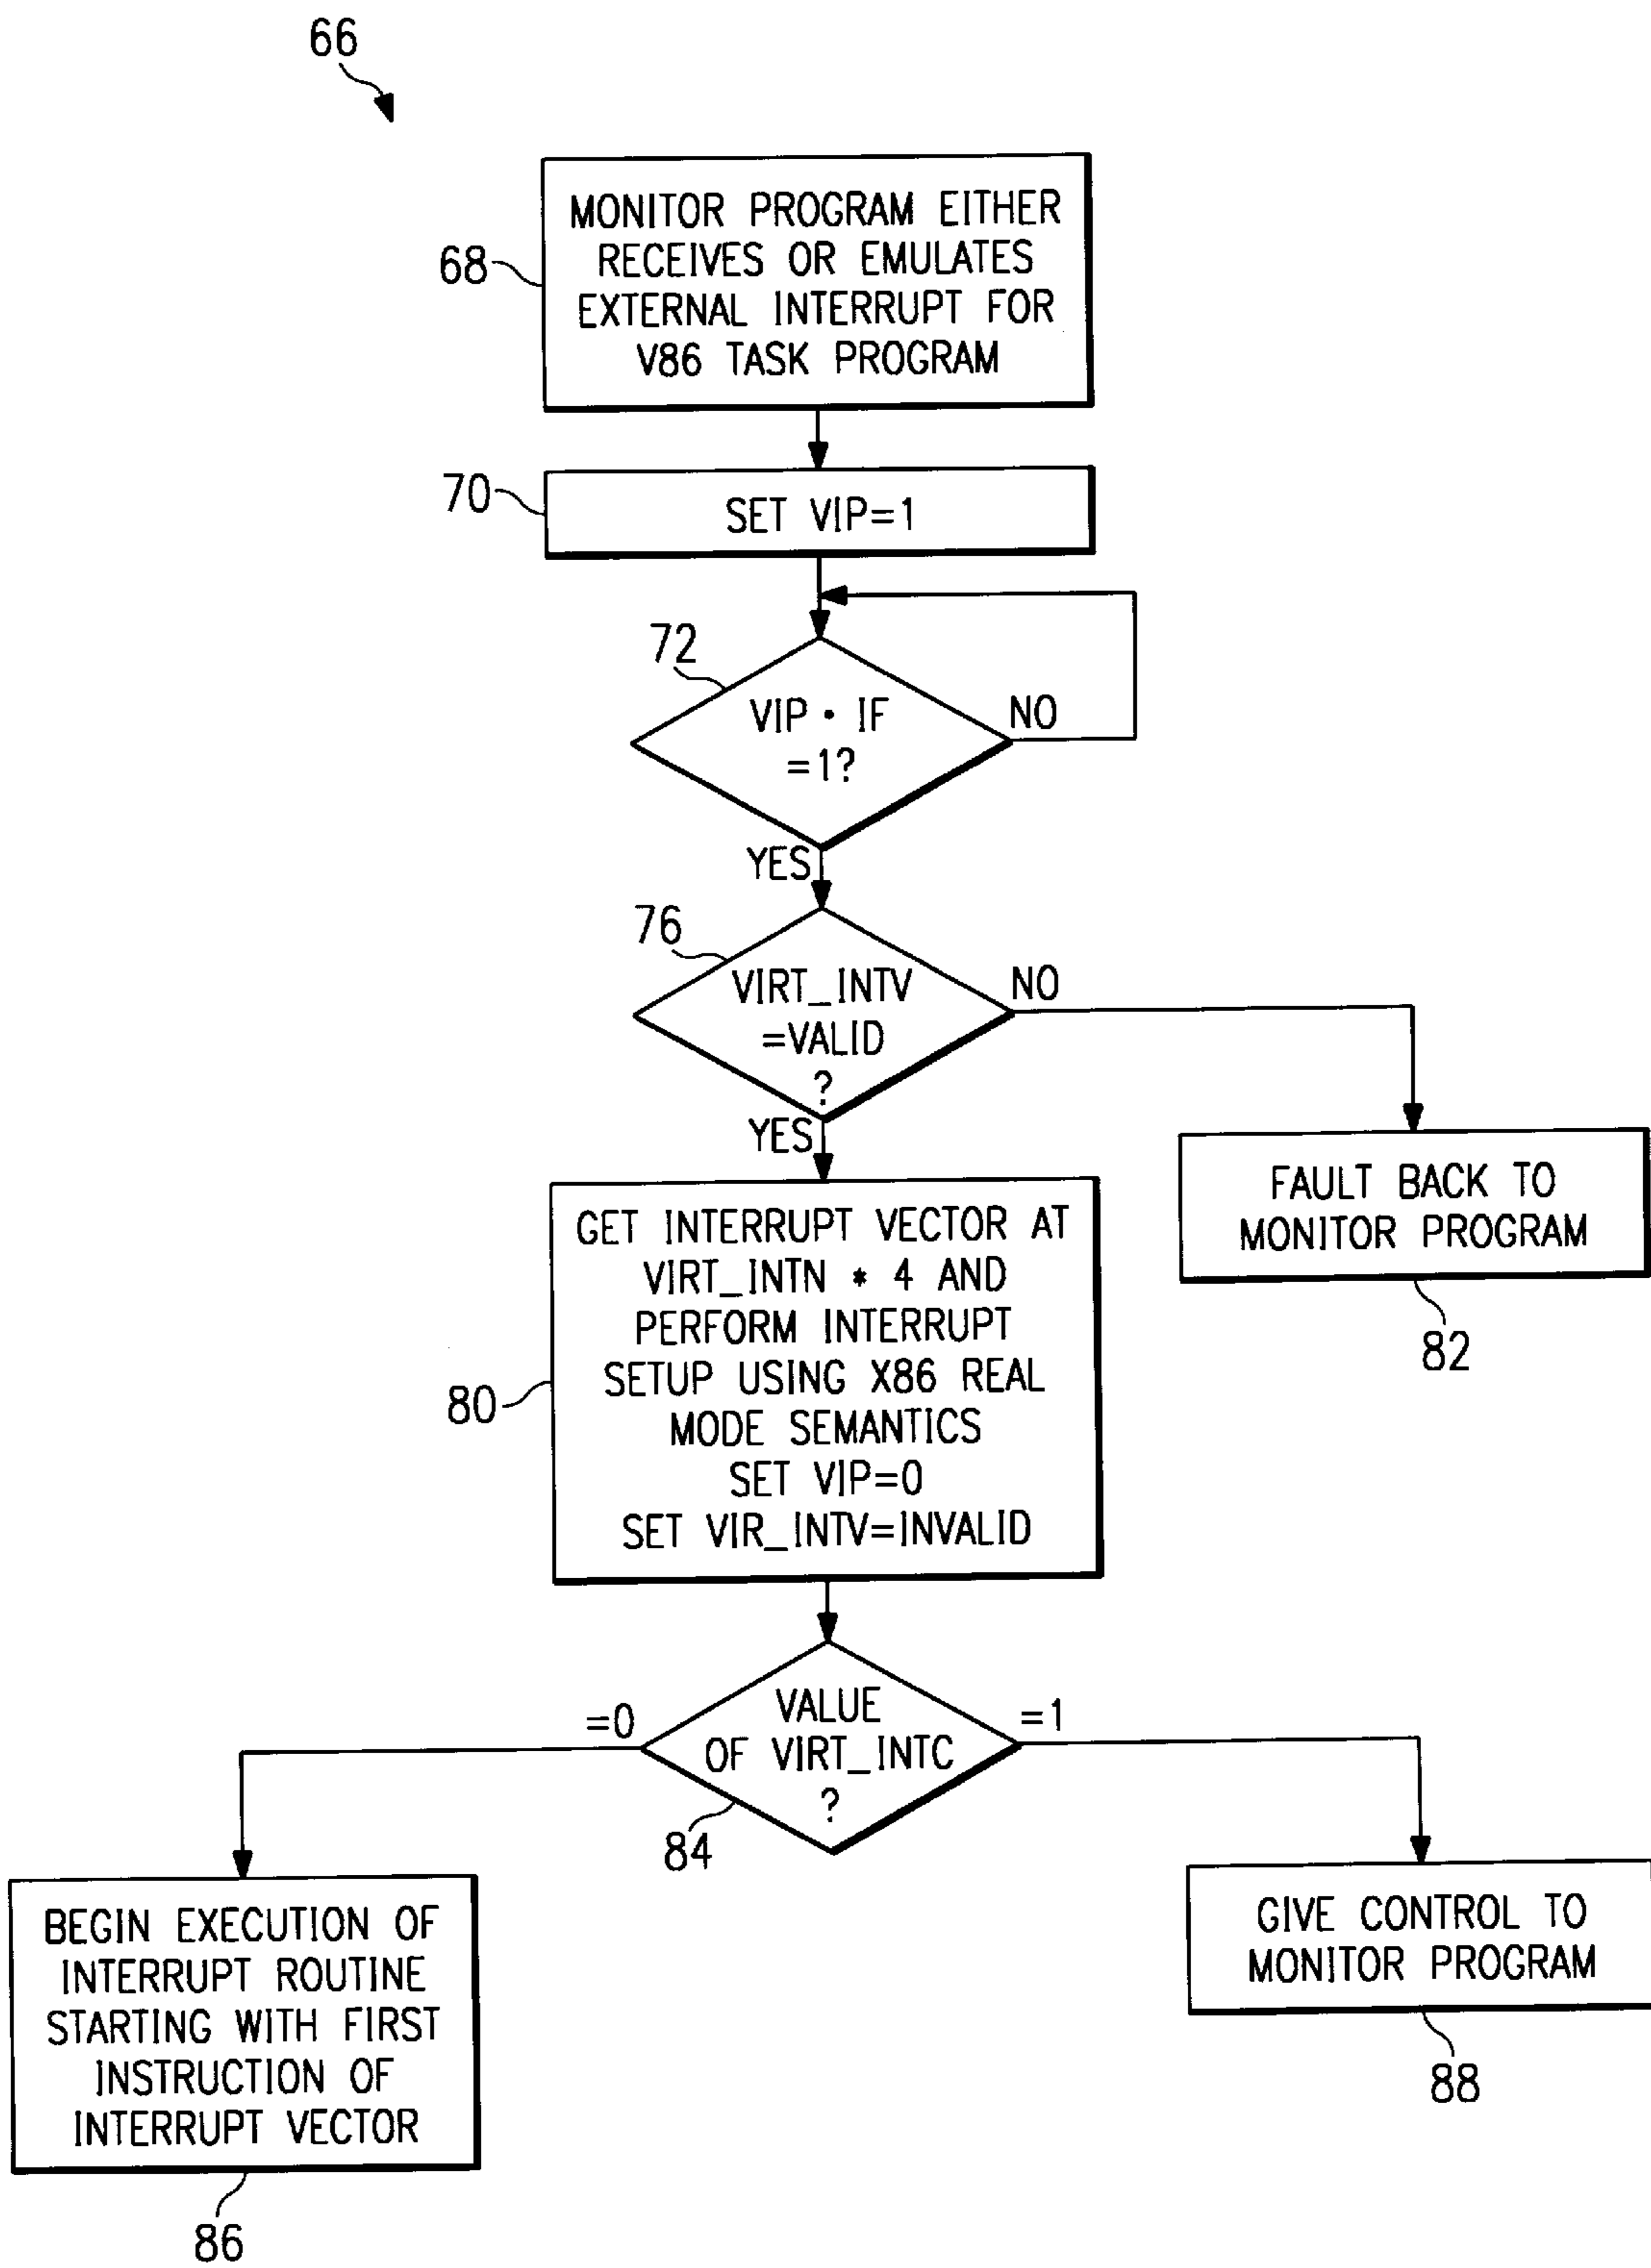 66
MONITOR PROGRAM EITHER
RECEIVES OR EMULATES
EXTERNAL INTERRUPT FOR
V86 TASK PROGRAM
68
70
SET VIP=1
72
VIP • IF
=1?
NO
YES
76
VIRT_INTV
=VALID
?
NO
YES
FAULT BACK TO
MONITOR PROGRAM
82
GET INTERRUPT VECTOR AT
VIRT_INTN * 4 AND
PERFORM INTERRUPT
SETUP USING X86 REAL
MODE SEMANTICS
SET VIP=0
SET VIR_INTV=INVALID
80
VALUE
OF VIRT_INTC
?
=0
=1
84
BEGIN EXECUTION OF
INTERRUPT ROUTINE
STARTING WITH FIRST
INSTRUCTION OF
INTERRUPT VECTOR
86
GIVE CONTROL TO
MONITOR PROGRAM
88